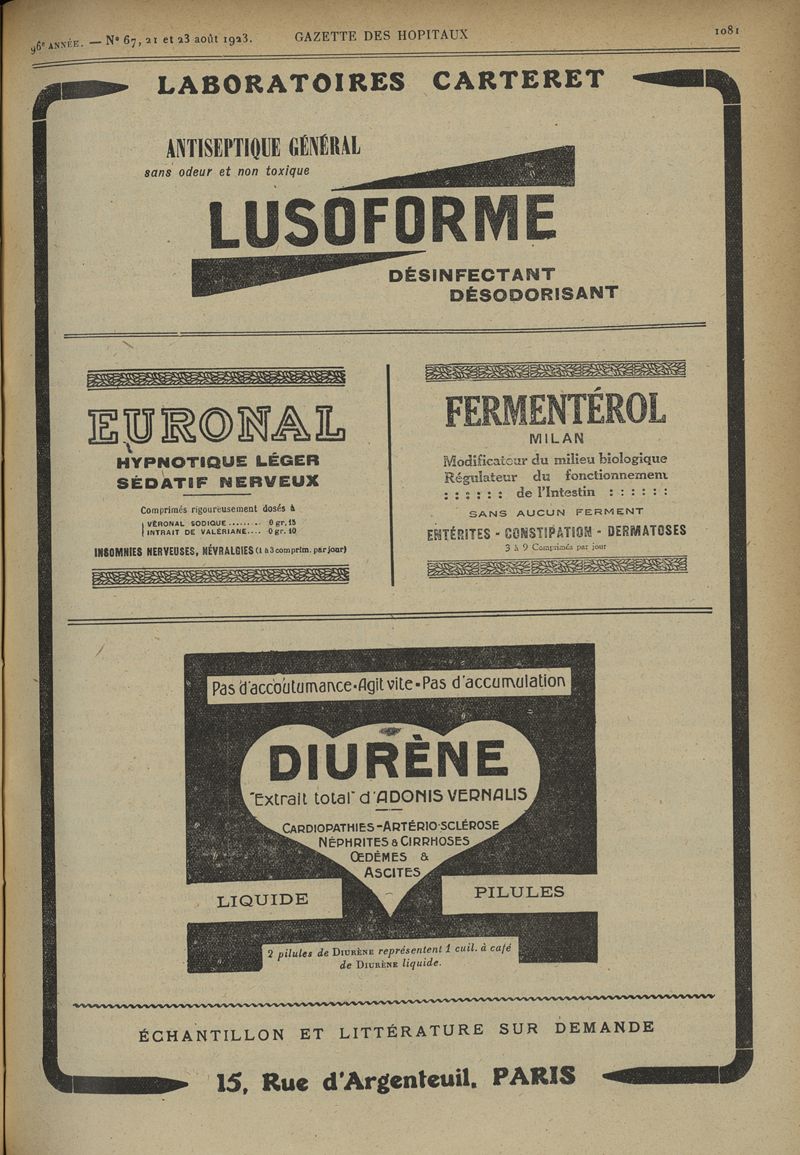 96e ANNÉE. — No 67, 21 et 23 août 1923.
GAZETTE DES HOPITAUX
1081
LABORATOIRES CARTERET
ANTISEPTIQUE GÉNÉRAL
sans odeur et non toxique
LUSOFORME
DÉSINFECTANT
DÉSODORISANT
EURONAL
HYPNOTIQUE LÉGER
SÉDATIF NERVEUX
Comprimés rigoureusement dosés à
VÉRONAL SODIQUE........ 0 gr. 15
INTRAIT DE VALÉRIANE.... 0 gr. 10
INSOMNIES NERVEUSES, NÉVRALGIES (1 à 3 comprim. par jour)
FERMENTÉROL
MILAN
Modificateur du milieu biologique
Régulateur du fonctionnement
: : : : : : de l'Intestin : : : : : :
SANS AUCUN FERMENT
ENTÉRITES - CONSTIPATION - DERMATOSES
3 à 9 Comprimés par jour
Pas d'accoutumance-Agit vite-Pas d'accumulation
DIURÈNE
"Extrait total" d'ADONIS VERNALIS
CARDIOPATHIES-ARTÉRIO-SCLÉROSE
NÉPHRITES & CIRRHOSES
ŒDÈMES &
ASCITES
LIQUIDE
PILULES
2 pilules de DIURÈNE représentent 1 cuil. à café
de DIURÈNE liquide.
ÉCHANTILLON ET LITTÉRATURE SUR DEMANDE
15, Rue d'Argenteuil. PARIS